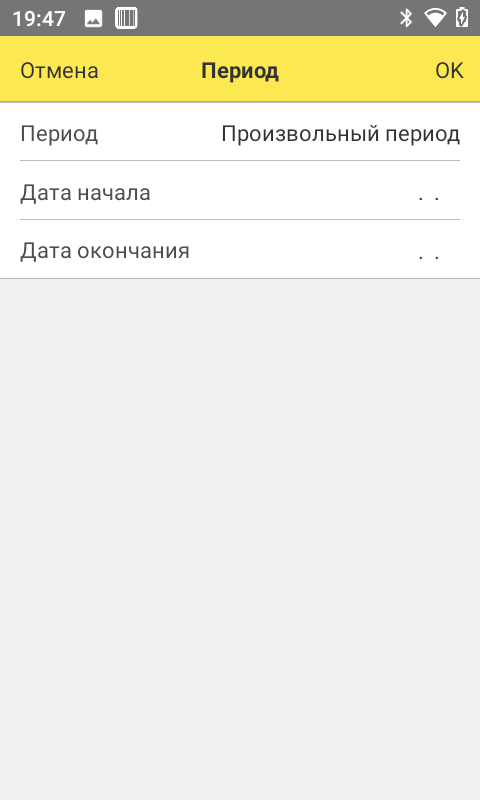 19:47
Отмена Период OK
Период Произвольный период
Дата начала . .
Дата окончания . .